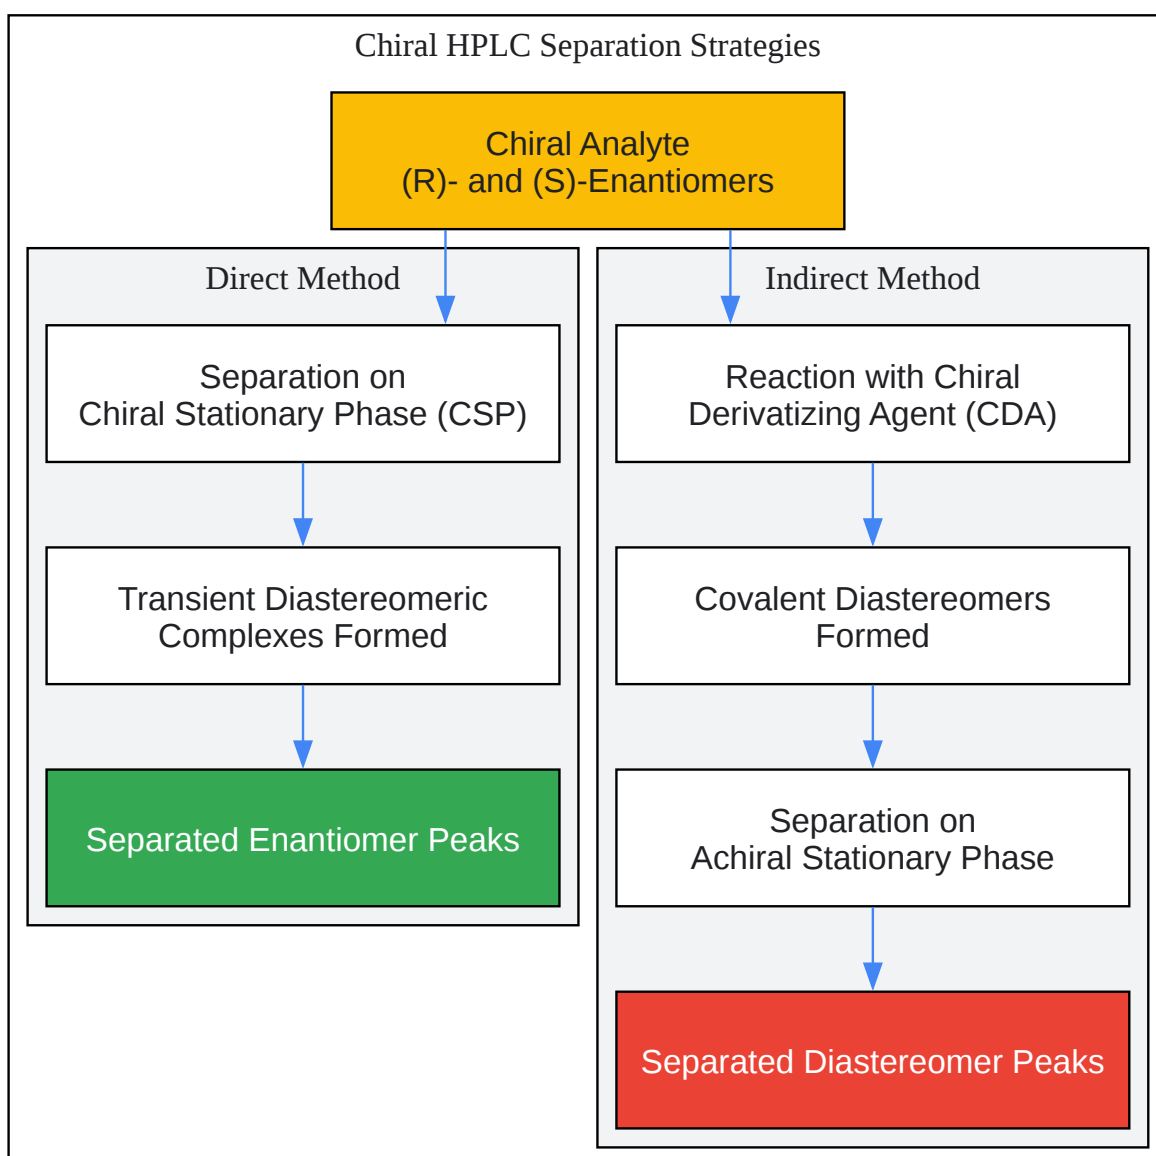 Chiral HPLC Separation Strategies
Chiral Analyte
(R)- and (S)-Enantiomers
Direct Method
Separation on
Chiral Stationary Phase (CSP)
Transient Diastereomeric
Complexes Formed
Separated Enantiomer Peaks
Indirect Method
Reaction with Chiral
Derivatizing Agent (CDA)
Covalent Diastereomers
Formed
Separation on
Achiral Stationary Phase
Separated Diastereomer Peaks